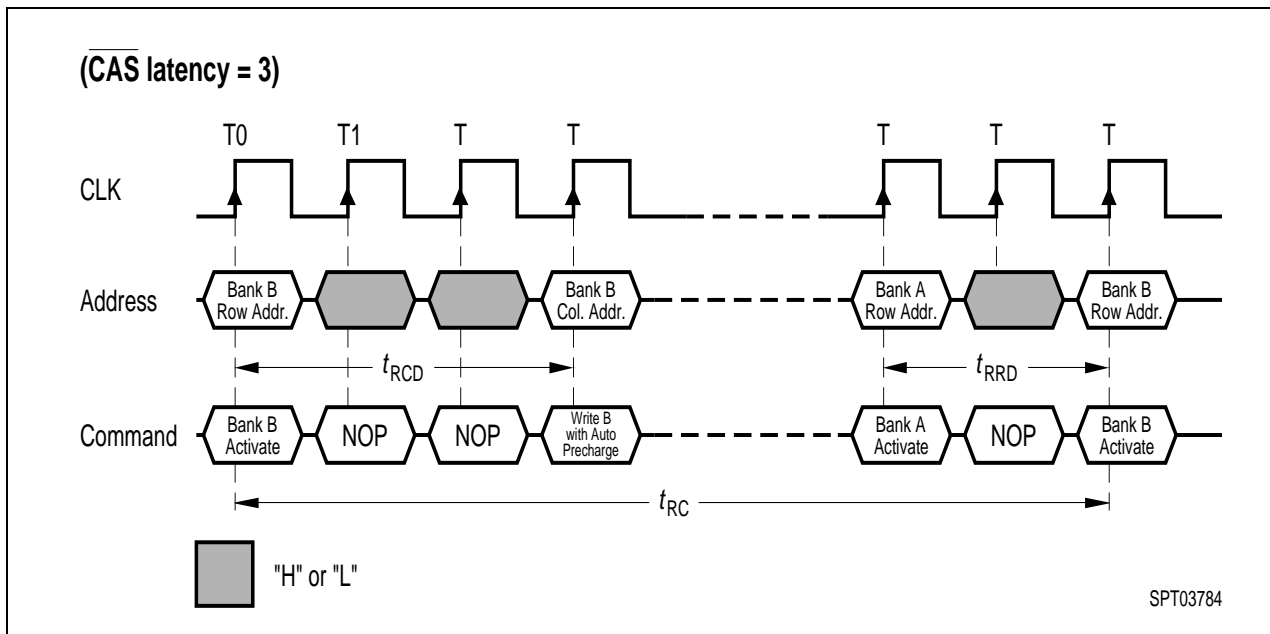 (CAS latency = 3)
T0 T1 T T T T T
CLK
Address
Bank B
Row Addr.
Bank B
Col. Addr.
Bank A
Row Addr.
Bank B
Row Addr.
tRCD
tRRD
Command
Bank B
Activate
NOP
NOP
Write B
with Auto
Precharge
Bank A
Activate
NOP
Bank B
Activate
tRC
"H" or "L"
SPT03784